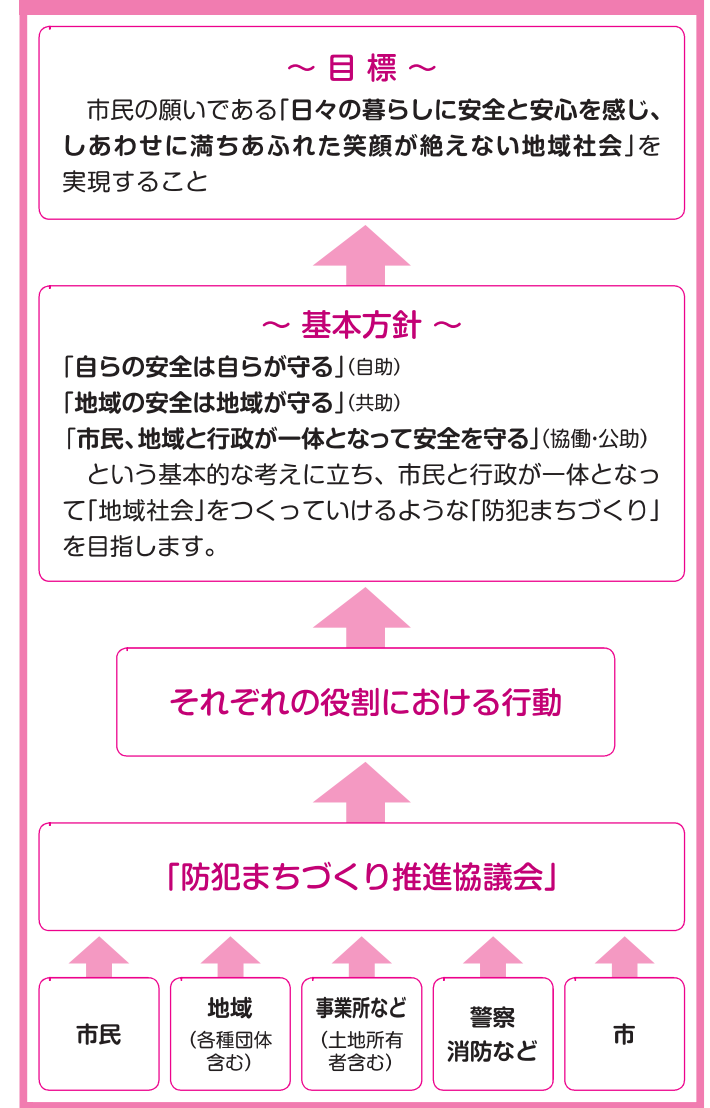 ～ 目 標 ～
　市民の願いである「日々の暮らしに安全と安心を感じ、
しあわせに満ちあふれた笑顔が絶えない地域社会」を
実現すること
～ 基本方針 ～
「自らの安全は自らが守る」（自助）
「地域の安全は地域が守る」（共助）
「市民、地域と行政が一体となって安全を守る」（協働・公助）
　という基本的な考えに立ち、市民と行政が一体となっ
て「地域社会」をつくっていけるような「防犯まちづくり」
を目指します。
それぞれの役割における行動
「防犯まちづくり推進協議会」
市民
地域
（各種団体
含む）
事業所など
（土地所有
者含む）
警察
消防など
市